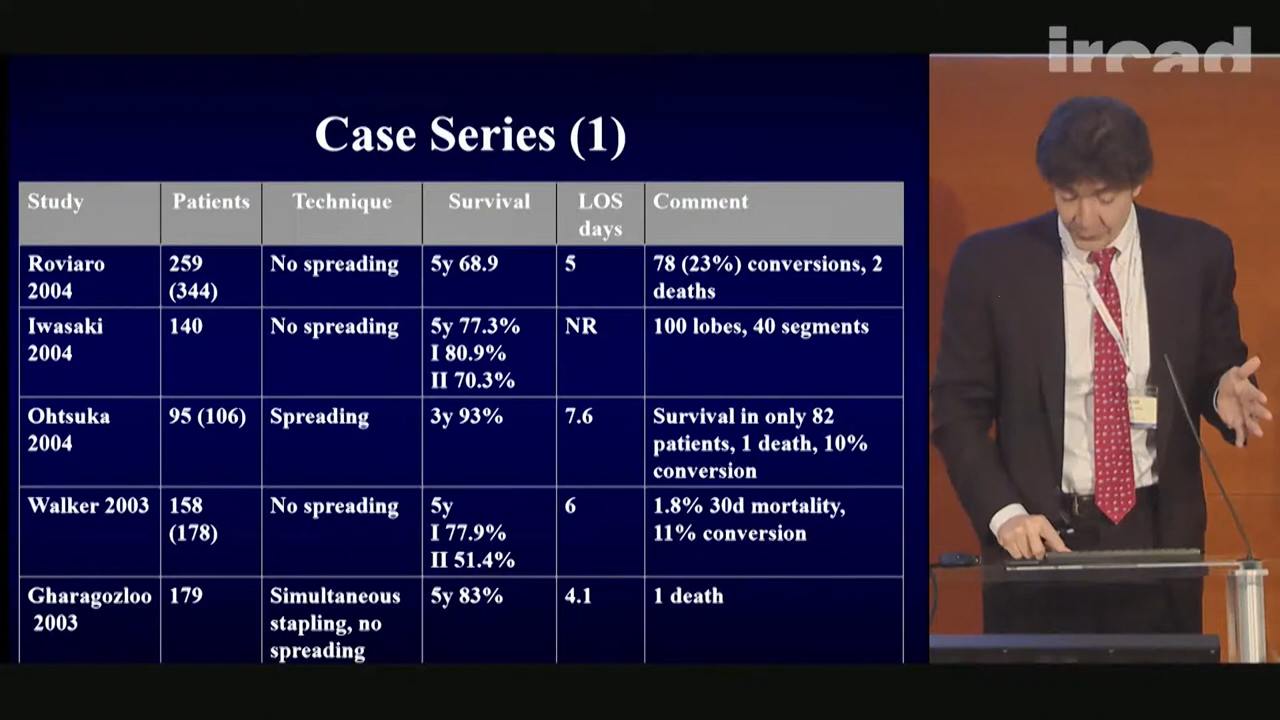 ircad
Case Series (1)
Study Patients Technique Survival LOS days Comment
Roviaro 2004 259 (344) No spreading 5y 68.9 5 78 (23%) conversions, 2 deaths
Iwasaki 2004 140 No spreading 5y 77.3% I 80.9% II 70.3% NR 100 lobes, 40 segments
Ohtsuka 2004 95 (106) Spreading 3y 93% 7.6 Survival in only 82 patients, 1 death, 10% conversion
Walker 2003 158 (178) No spreading 5y I 77.9% II 51.4% 6 1.8% 30d mortality, 11% conversion
Gharagozloo 2003 179 Simultaneous stapling, no spreading 5y 83% 4.1 1 death